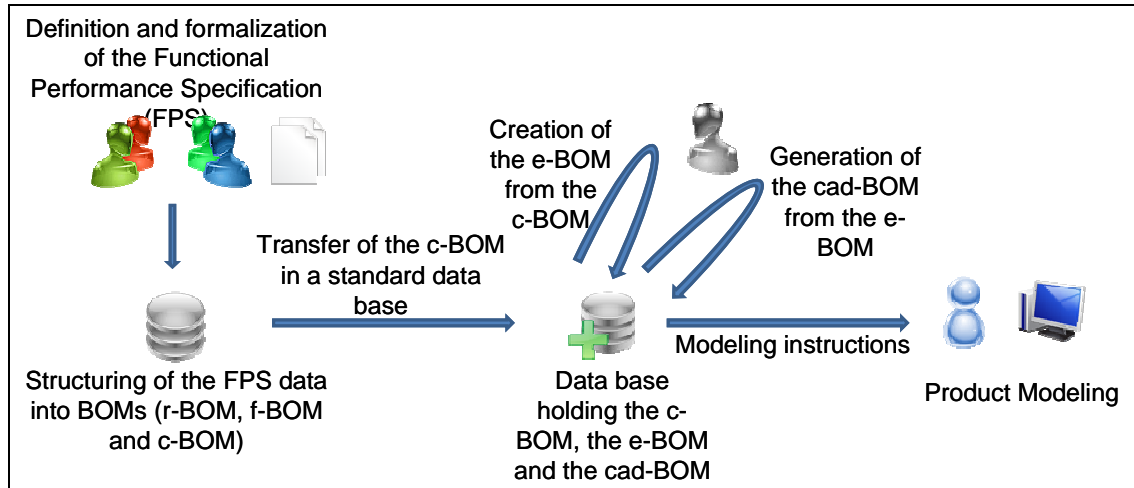 Definition and formalization
of the Functional
Performance Specification
(FPS)
Creation of
the e-BOM
from the
c-BOM
Generation of
the cad-BOM
from the e-
BOM
Transfer of the c-BOM
in a standard data
base
Modeling instructions
Structuring of the FPS data
into BOMs (r-BOM, f-BOM
and c-BOM)
Data base
holding the c-
BOM, the e-BOM
and the cad-BOM
Product Modeling